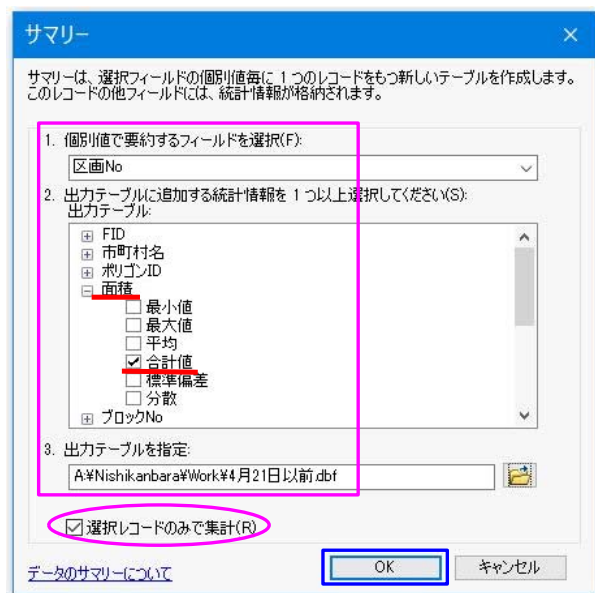 サマリー
サマリーは、選択フィールドの個別値毎に 1 つのレコードをもつ新しいテーブルを作成します。
このレコードの他フィールドには、統計情報が格納されます。
1. 個別値で要約するフィールドを選択(F):
区画No
2. 出力テーブルに追加する統計情報を 1 つ以上選択してください(S):
出力テーブル:
FID
市町村名
ポリゴンID
面積
最小値
最大値
平均
合計値
標準偏差
分散
ブロックNo
3. 出力テーブルを指定:
A:¥Nishikanbara¥Work¥4月21日以前.dbf
選択レコードのみで集計(R)
データのサマリーについて
OK
キャンセル